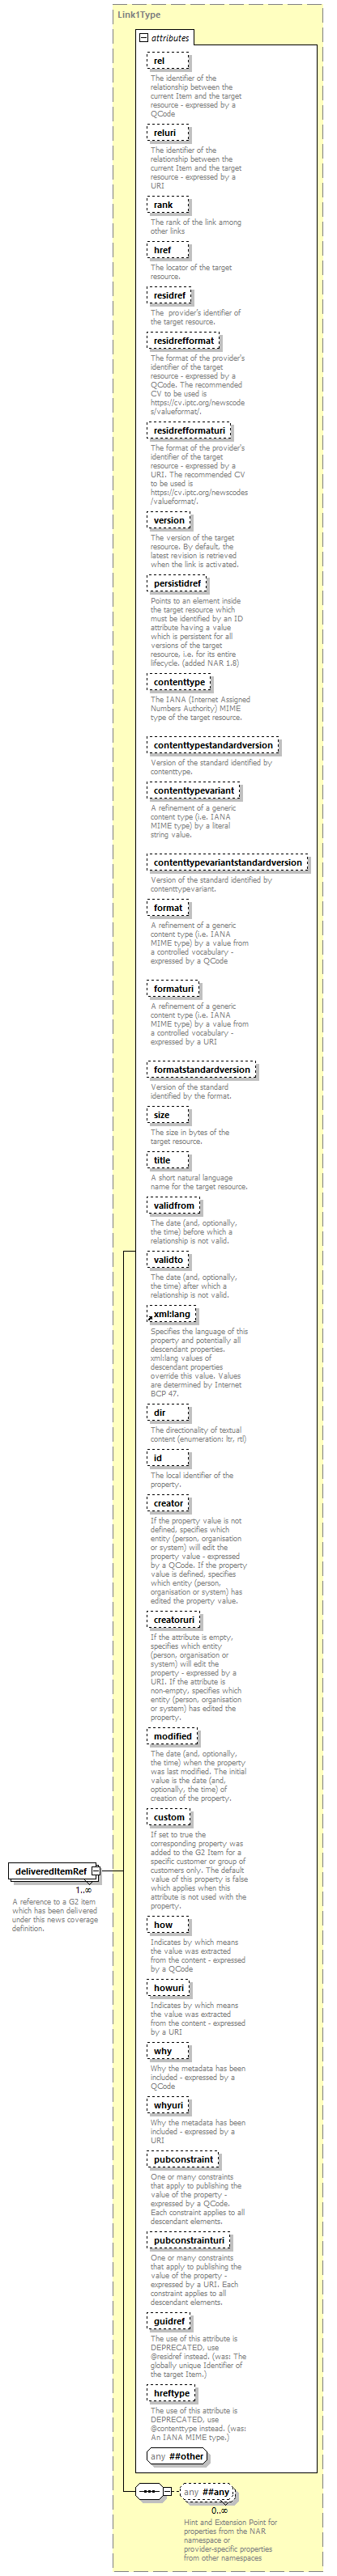 Link1Type
attributes
rel
The identifier of the
relationship between the
current Item and the target
resource - expressed by a
QCode
reluri
The identifier of the
relationship between the
current Item and the target
resource - expressed by a
URI
rank
The rank of the link among
other links
href
The locator of the target
resource.
residref
The  provider's identifier of
the target resource.
residrefformat
The format of the provider's
identifier of the target
resource - expressed by a
QCode. The recommended
CV to be used is
https://cv.iptc.org/newscode
s/valueformat/.
residrefformaturi
The format of the provider's
identifier of the target
resource - expressed by a
URI. The recommended CV
to be used is
https://cv.iptc.org/newscodes
/valueformat/.
version
The version of the target
resource. By default, the
latest revision is retrieved
when the link is activated.
persistidref
Points to an element inside
the target resource which
must be identified by an ID
attribute having a value
which is persistent for all
versions of the target
resource, i.e. for its entire
lifecycle. (added NAR 1.8)
contenttype
The IANA (Internet Assigned
Numbers Authority) MIME
type of the target resource.
contenttypestandardversion
Version of the standard identified by
contenttype.
contenttypevariant
A refinement of a generic
content type (i.e. IANA
MIME type) by a literal
string value.
contenttypevariantstandardversion
Version of the standard identified by
contenttypevariant.
format
A refinement of a generic
content type (i.e. IANA
MIME type) by a value from
a controlled vocabulary -
expressed by a QCode
formaturi
A refinement of a generic
content type (i.e. IANA
MIME type) by a value from
a controlled vocabulary -
expressed by a URI
formatstandardversion
Version of the standard
identified by the format.
size
The size in bytes of the
target resource.
title
A short natural language
name for the target resource.
validfrom
The date (and, optionally,
the time) before which a
relationship is not valid.
validto
The date (and, optionally,
the time) after which a
relationship is not valid.
xml:lang
Specifies the language of this
property and potentially all
descendant properties.
xml:lang values of
descendant properties
override this value. Values
are determined by Internet
BCP 47.
dir
The directionality of textual
content (enumeration: ltr, rtl)
id
The local identifier of the
property.
creator
If the property value is not
defined, specifies which
entity (person, organisation
or system) will edit the
property value - expressed
by a QCode. If the property
value is defined, specifies
which entity (person,
organisation or system) has
edited the property value.
creatoruri
If the attribute is empty,
specifies which entity
(person, organisation or
system) will edit the
property - expressed by a
URI. If the attribute is
non-empty, specifies which
entity (person, organisation
or system) has edited the
property.
modified
The date (and, optionally,
the time) when the property
was last modified. The initial
value is the date (and,
optionally, the time) of
creation of the property.
custom
If set to true the
corresponding property was
added to the G2 Item for a
specific customer or group of
customers only. The default
value of this property is false
which applies when this
attribute is not used with the
property.
deliveredItemRef
1..∞
A reference to a G2 item
which has been delivered
under this news coverage
definition.
how
Indicates by which means
the value was extracted
from the content - expressed
by a QCode
howuri
Indicates by which means
the value was extracted
from the content - expressed
by a URI
why
Why the metadata has been
included - expressed by a
QCode
whyuri
Why the metadata has been
included - expressed by a
URI
pubconstraint
One or many constraints
that apply to publishing the
value of the property -
expressed by a QCode.
Each constraint applies to all
descendant elements.
pubconstrainturi
One or many constraints
that apply to publishing the
value of the property -
expressed by a URI. Each
constraint applies to all
descendant elements.
guidref
The use of this attribute is
DEPRECATED, use
@residref instead. (was: The
globally unique Identifier of
the target Item.)
hreftype
The use of this attribute is
DEPRECATED, use
@contenttype instead. (was:
An IANA MIME type.)
any ##other
any ##any
0..∞
Hint and Extension Point for
properties from the NAR
namespace or
provider-specific properties
from other namespaces